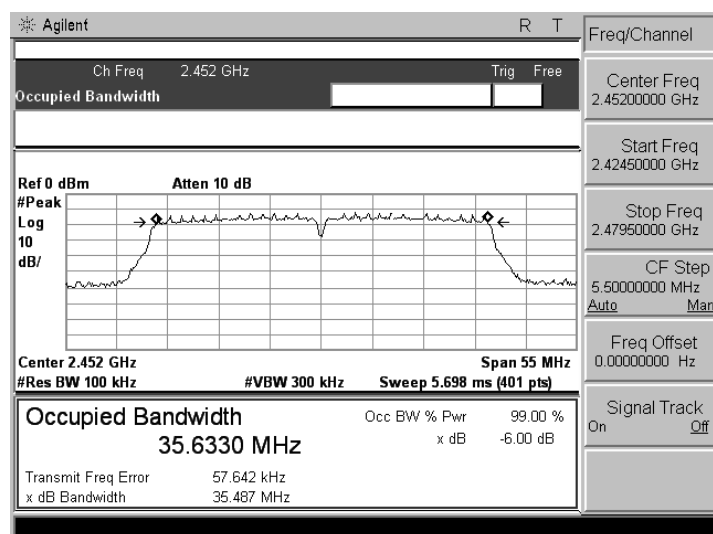 Agilent R T
Freq/Channel
Ch Freq 2.452 GHz Trig Free
Occupied Bandwidth
Center Freq
2.45200000 GHz
Start Freq
2.42450000 GHz
Stop Freq
2.47950000 GHz
CF Step
5.50000000 MHz
Auto Man
Freq Offset
0.00000000 Hz
Signal Track
On Off
Ref 0 dBm Atten 10 dB
#Peak
Log
10
dB/
Center 2.452 GHz Span 55 MHz
#Res BW 100 kHz #VBW 300 kHz Sweep 5.698 ms (401 pts)
Occupied Bandwidth Occ BW % Pwr 99.00 %
35.6330 MHz x dB -6.00 dB
Transmit Freq Error 57.642 kHz
x dB Bandwidth 35.487 MHz